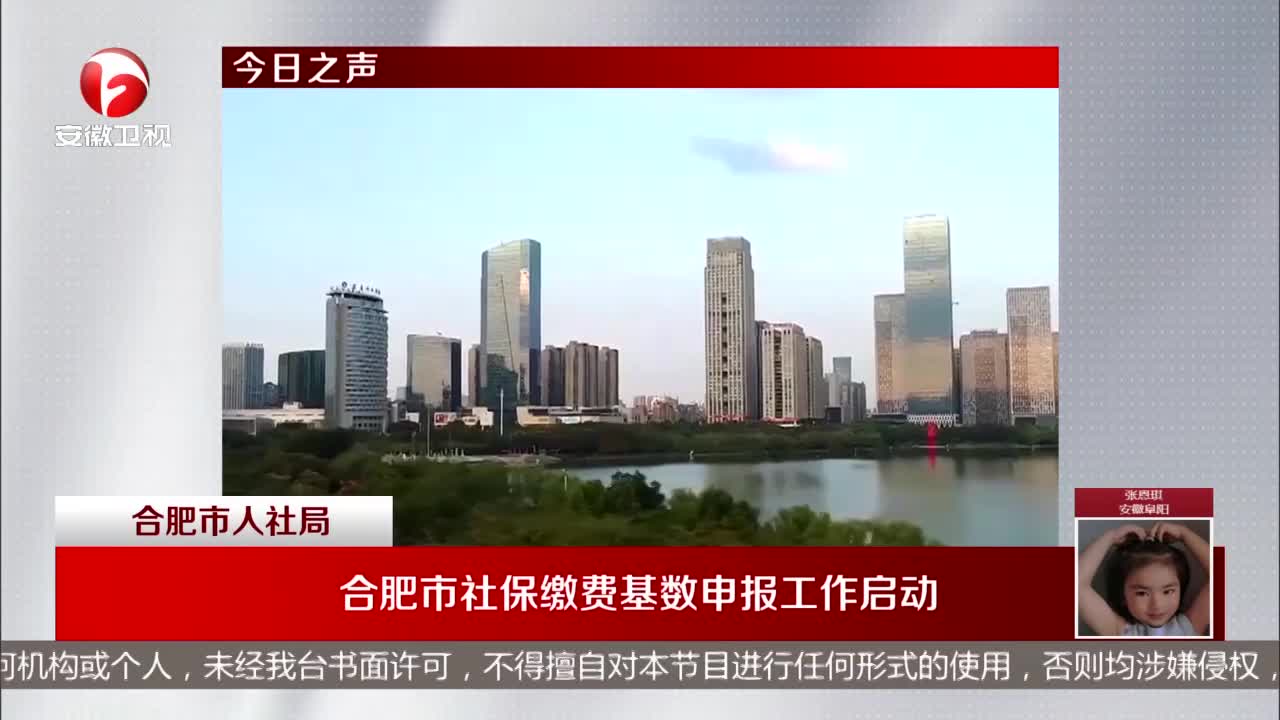 今日之声
安徽卫视
合肥市人社局
张恩琪
安徽阜阳
合肥市社保缴费基数申报工作启动
何机构或个人，未经我台书面许可，不得擅自对本节目进行任何形式的使用，否则均涉嫌侵权，